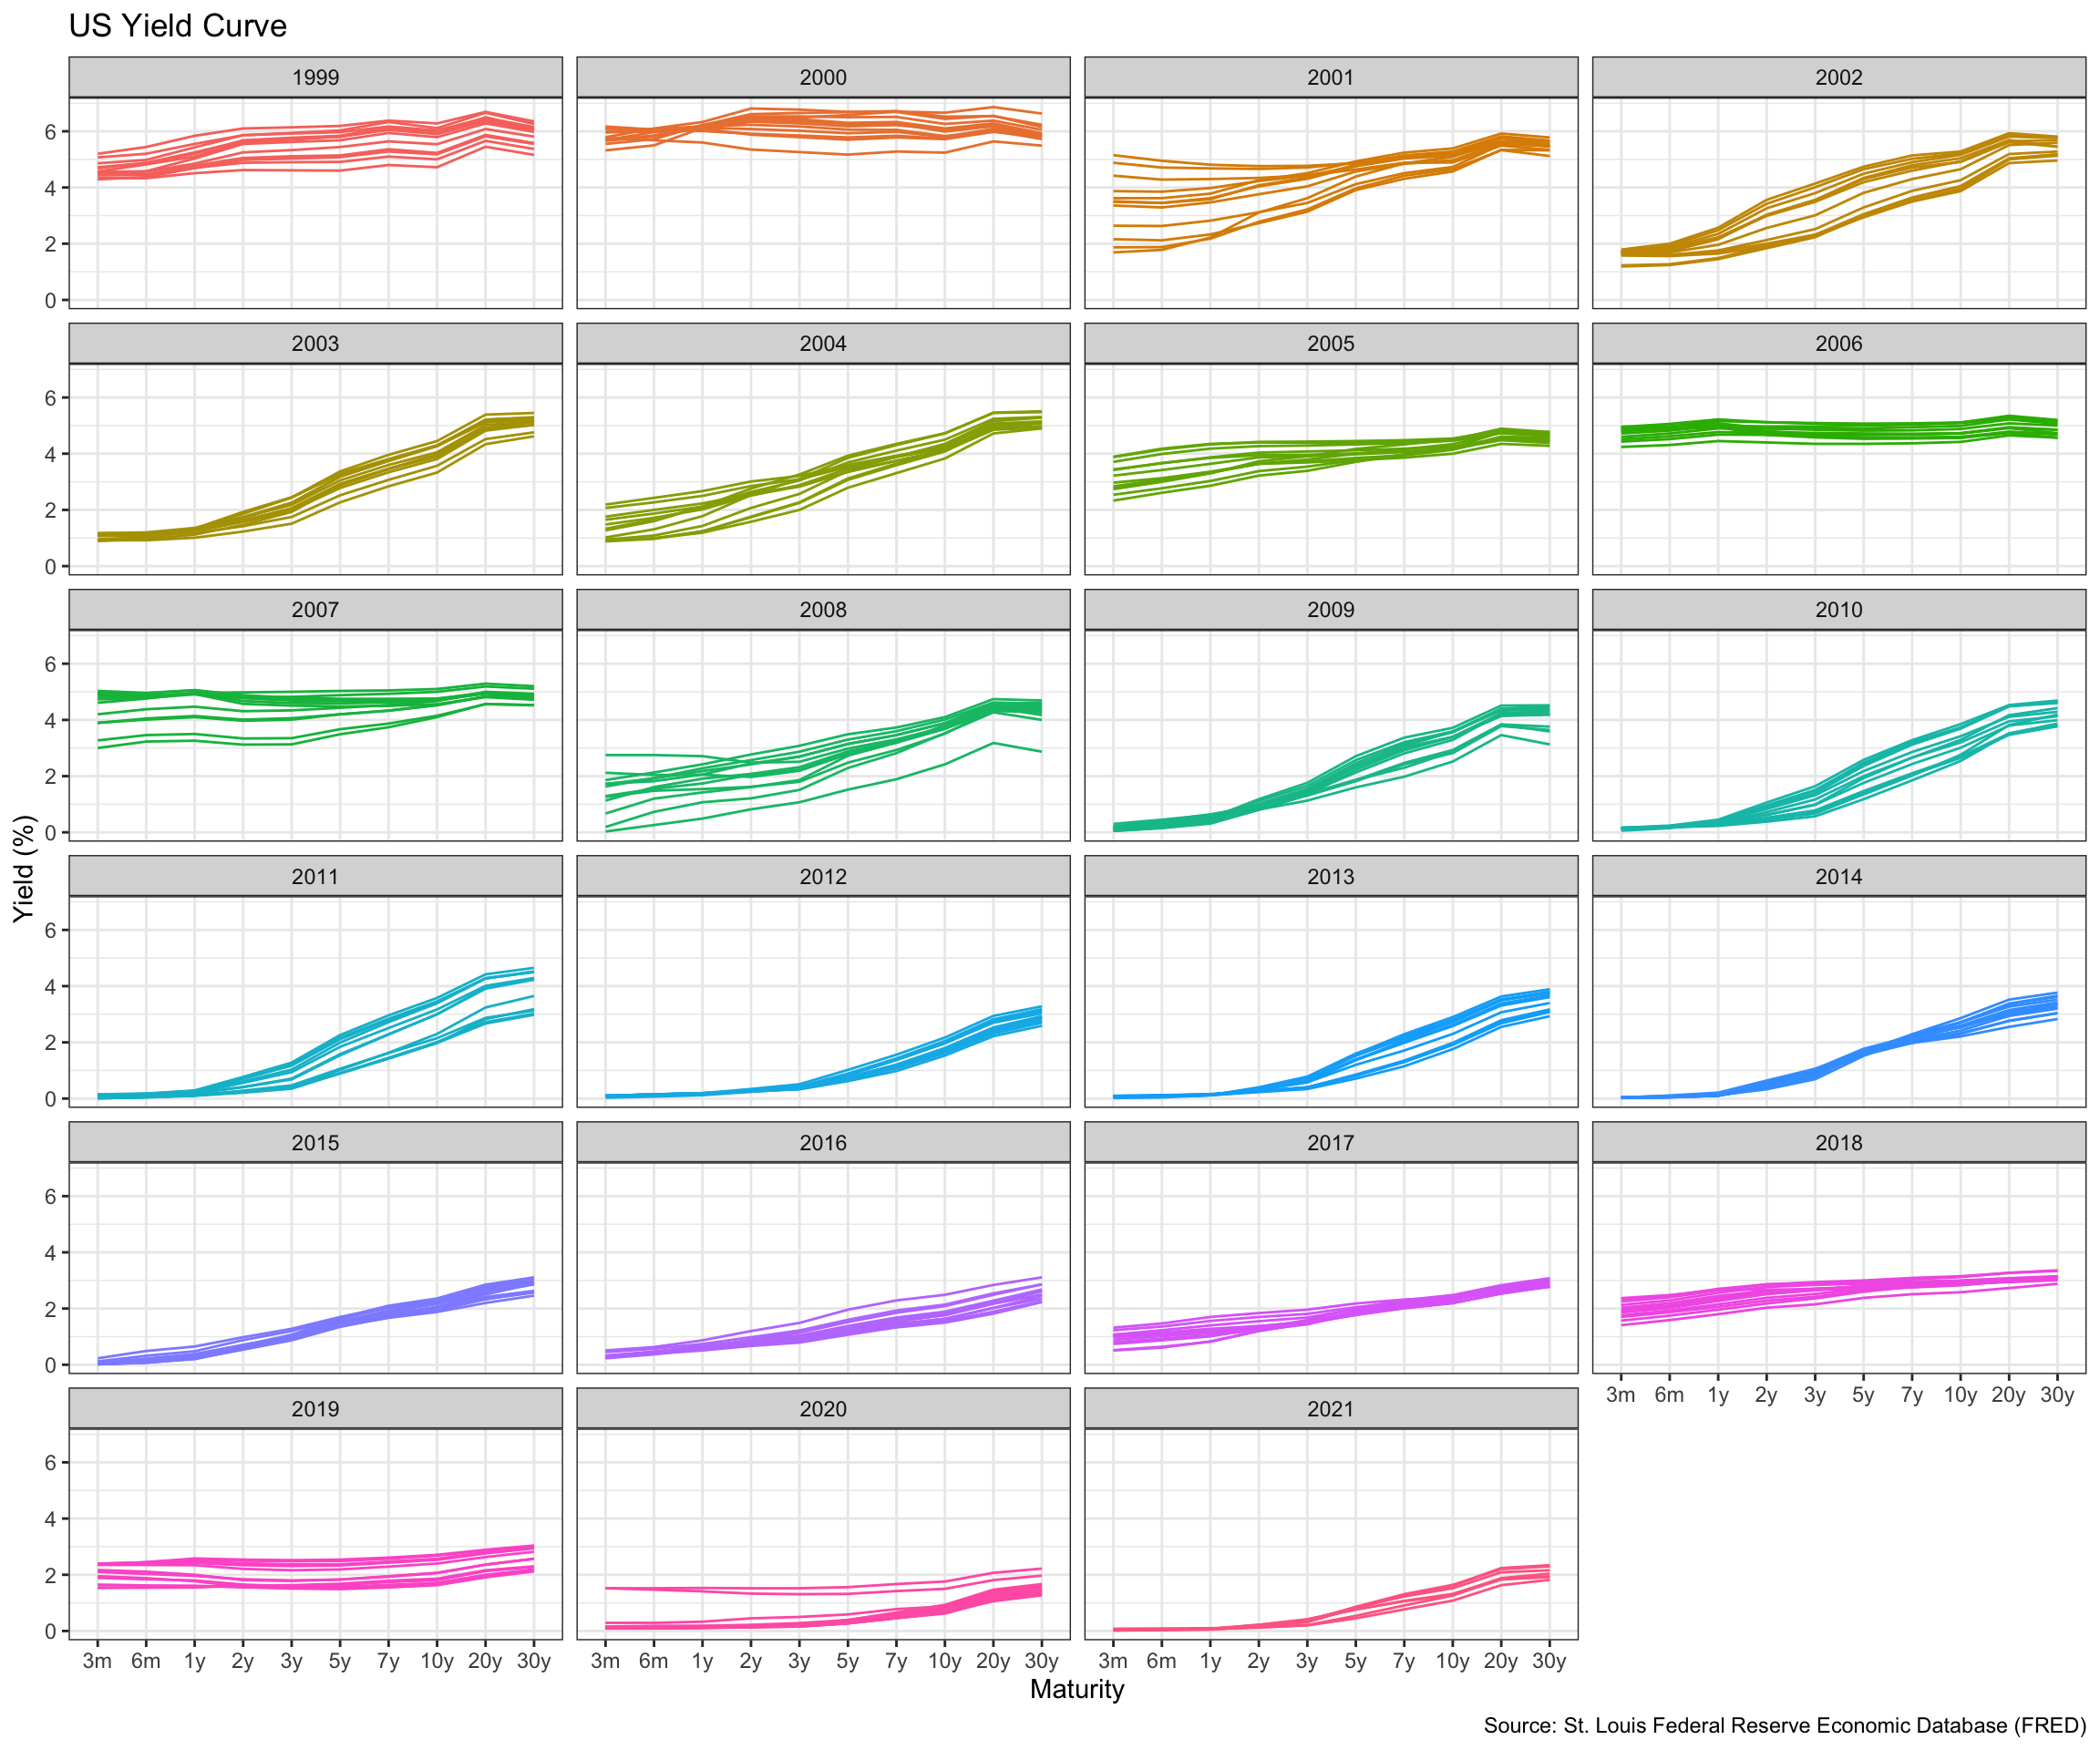 US Yield Curve
1999 2000 2001 2002
6
4
2
0
2003 2004 2005 2006
6
4
2
0
2007 2008 2009 2010
6
4
2
0
Yield (%)
2011 2012 2013 2014
6
4
2
0
2015 2016 2017 2018
6
4
2
0
3m 6m 1y 2y 3y 5y 7y 10y 20y 30y
2019 2020 2021
6
4
2
0
3m 6m 1y 2y 3y 5y 7y 10y 20y 30y 3m 6m 1y 2y 3y 5y 7y 10y 20y 30y 3m 6m 1y 2y 3y 5y 7y 10y 20y 30y
Maturity
Source: St. Louis Federal Reserve Economic Database (FRED)